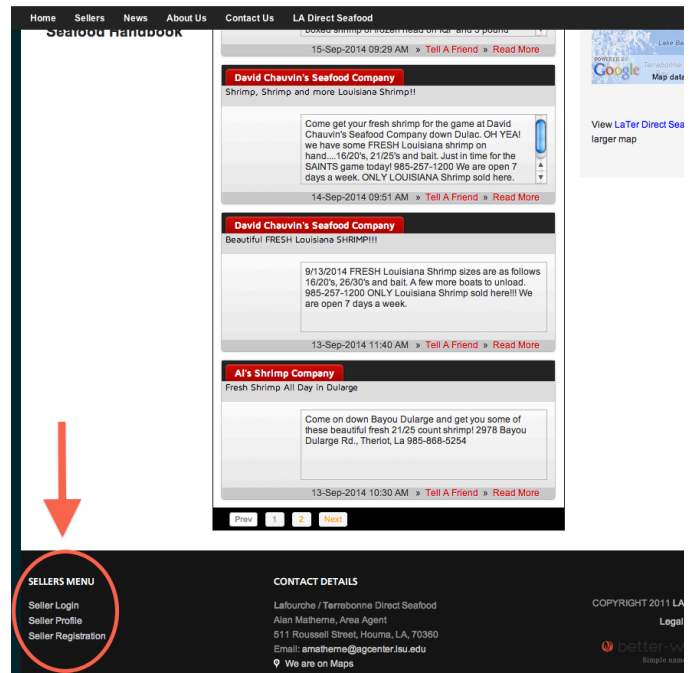 Home Sellers News About Us Contact Us LA Direct Seafood
Seafood Handbook
boxed shrimp of frozen head on IQF and 5 pound
15-Sep-2014 09:29 AM » Tell A Friend » Read More
David Chauvin's Seafood Company
Shrimp, Shrimp and more Louisiana Shrimp!!
Come get your fresh shrimp for the game at David
Chauvin's Seafood Company down Dulac. OH YEA!
we have some FRESH Louisiana shrimp on
hand....16/20's, 21/25's and bait. Just in time for the
SAINTS game today! 985-257-1200 We are open 7
days a week. ONLY LOUISIANA Shrimp sold here.
14-Sep-2014 09:51 AM » Tell A Friend » Read More
David Chauvin's Seafood Company
Beautiful FRESH Louisiana SHRIMP!!!
9/13/2014 FRESH Louisiana Shrimp sizes are as follows
16/20's, 26/30's and bait. A few more boats to unload.
985-257-1200 ONLY Louisiana Shrimp sold here!!! We
are open 7 days a week.
13-Sep-2014 11:40 AM » Tell A Friend » Read More
Al's Shrimp Company
Fresh Shrimp All Day in Dularge
Come on down Bayou Dularge and get you some of
these beautiful fresh 21/25 count shrimp! 2978 Bayou
Dularge Rd., Theriot, La 985-868-5254
13-Sep-2014 10:30 AM » Tell A Friend » Read More
Prev 1 2 Next
Lake Ba
POWERED BY
Google
Terrebonne
Map data
View LaTer Direct Sea
larger map
SELLERS MENU
Seller Login
Seller Profile
Seller Registration
CONTACT DETAILS
Lafourche / Terrebonne Direct Seafood
Alan Matherne, Area Agent
511 Roussell Street, Houma, LA, 70360
Email: amatherne@agcenter.lsu.edu
We are on Maps
COPYRIGHT 2011 LA
Legal
better-w
Simple nam